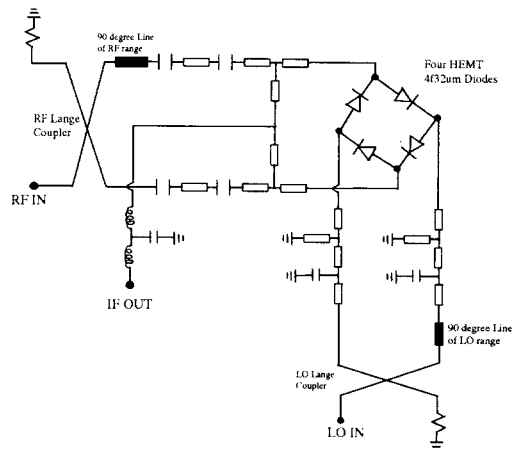 90 degree Line
of RF range
Four HEMT
4f32um Diodes
RF Lange
Coupler
RF IN
IF OUT
90 degree Line
of LO range
LO Lange
Coupler
LO IN